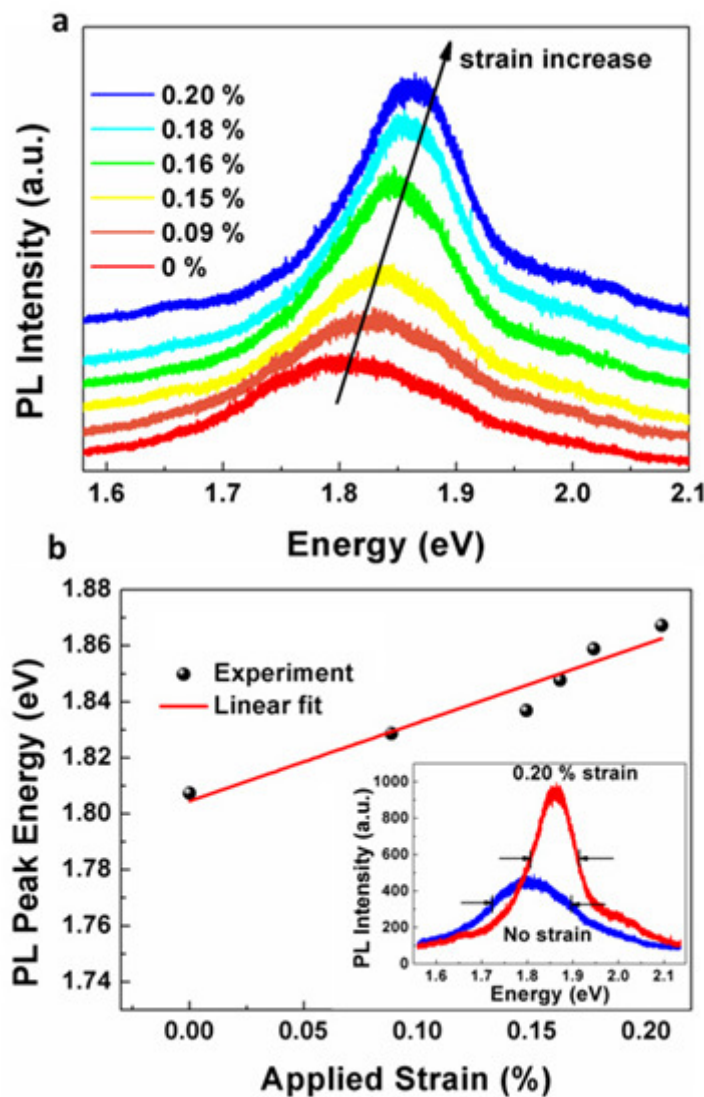 a
strain increase
0.20 %
0.18 %
0.16 %
0.15 %
0.09 %
0 %
PL Intensity (a.u.)
1.6 1.7 1.8 1.9 2.0 2.1
Energy (eV)
b
1.88
1.86
1.84
1.82
1.80
1.78
1.76
1.74
PL Peak Energy (eV)
Experiment
Linear fit
0.20 % strain
1000
800
600
400
200
0
PL Intensity (a.u.)
No strain
1.6 1.7 1.8 1.9 2.0 2.1
Energy (eV)
0.00 0.05 0.10 0.15 0.20
Applied Strain (%)